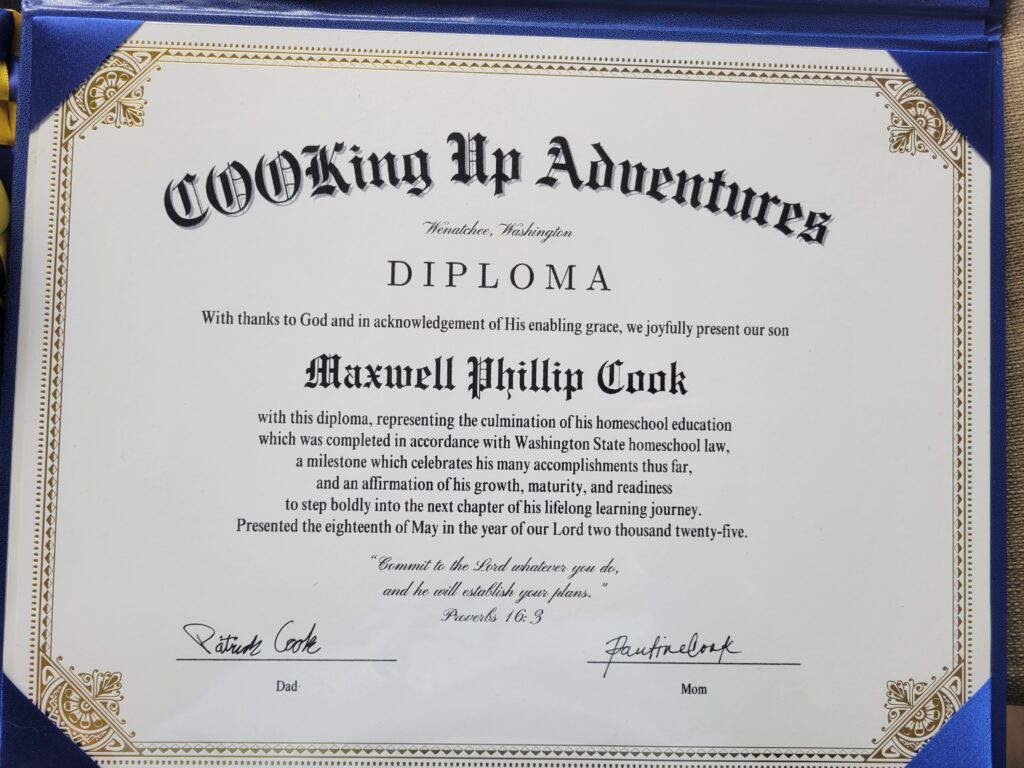 COOKing Up Adventures
Wenatchee, Washington
DIPLOMA
With thanks to God and in acknowledgement of His enabling grace, we joyfully present our son
Maxwell Phillip Cook
with this diploma, representing the culmination of his homeschool education
which was completed in accordance with Washington State homeschool law,
a milestone which celebrates his many accomplishments thus far,
and an affirmation of his growth, maturity, and readiness
to step boldly into the next chapter of his lifelong learning journey.
Presented the eighteenth of May in the year of our Lord two thousand twenty-five.
“Commit to the Lord whatever you do,
and he will establish your plans.”
Proverbs 16:3
Patrick Cook Pauline Cook
Dad Mom